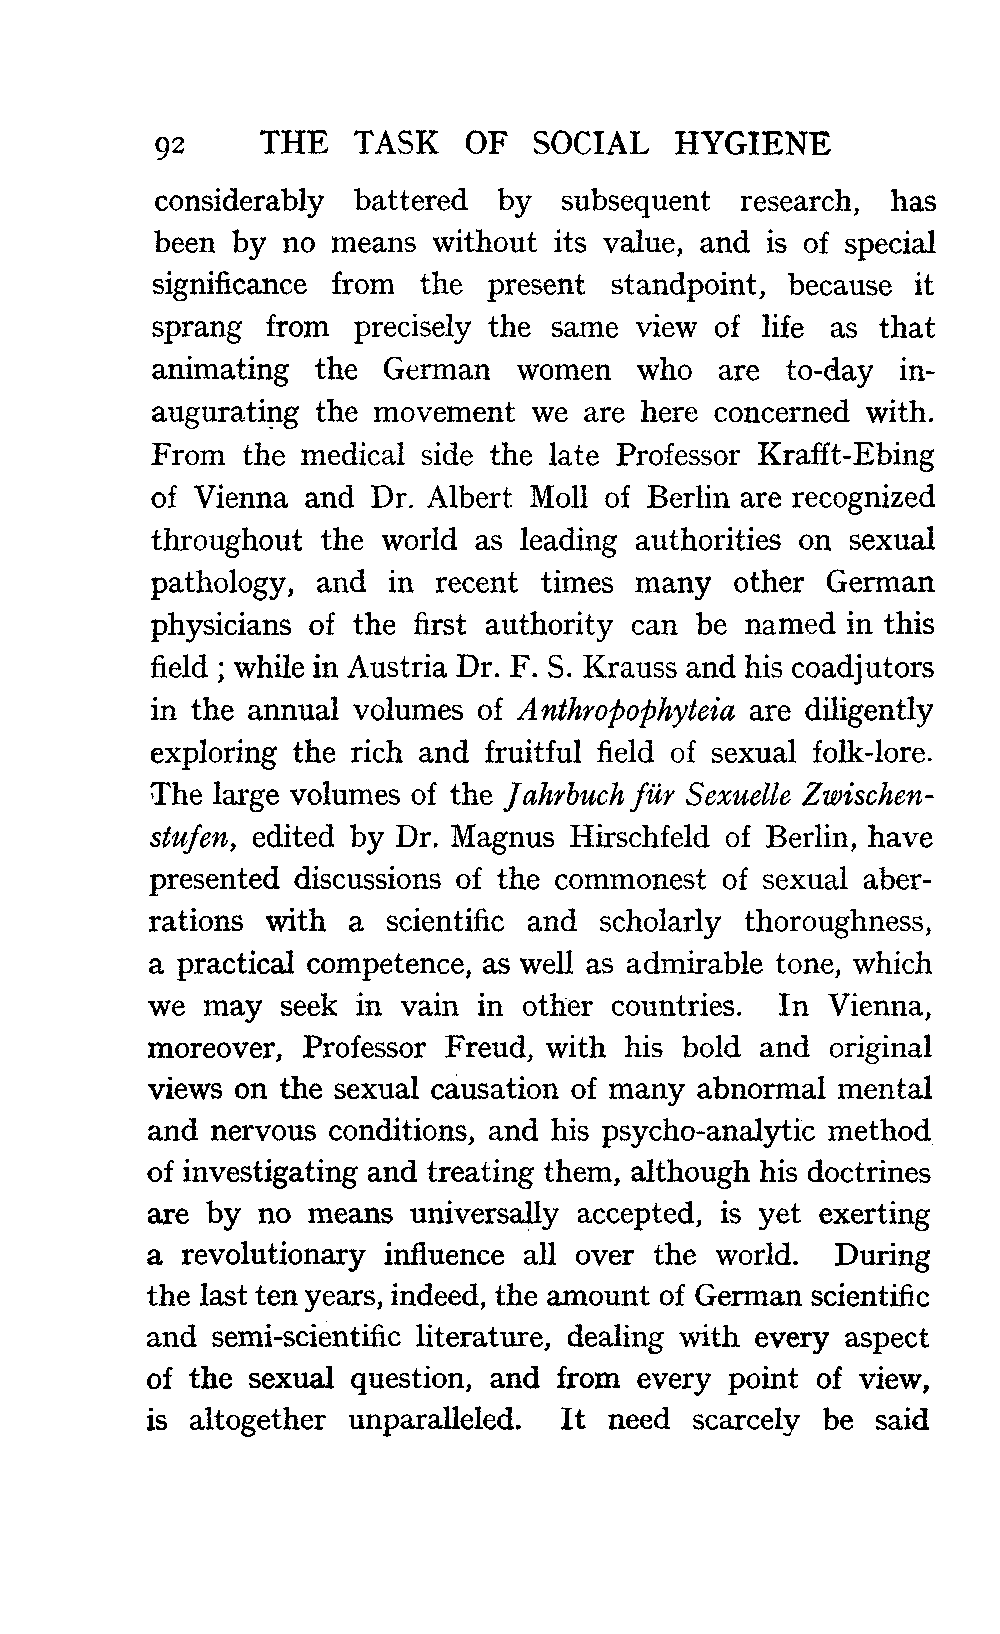 92 THE TASK OF SOCIAL HYGIENE
considerably battered by subsequent research, has
been by no means without its value, and is of special
significance from the present standpoint, because it
sprang from precisely the same view of life as that
animating the German women who are to-day in-
augurating the movement we are here concerned with.
From the medical side the late Professor Krafft-Ebing
of Vienna and Dr. Albert Moll of Berlin are recognized
throughout the world as leading authorities on sexual
pathology, and in recent times many other German
physicians of the first authority can be named in this
field ; while in Austria Dr. F. S. Krauss and his coadjutors
in the annual volumes of Anthropophyteia are diligently
exploring the rich and fruitful field of sexual folk-lore.
The large volumes of the Jahrbuch für Sexuelle Zwischen-
stufen, edited by Dr. Magnus Hirschfeld of Berlin, have
presented discussions of the commonest of sexual aber-
rations with a scientific and scholarly thoroughness,
a practical competence, as well as admirable tone, which
we may seek in vain in other countries. In Vienna,
moreover, Professor Freud, with his bold and original
views on the sexual causation of many abnormal mental
and nervous conditions, and his psycho-analytic method
of investigating and treating them, although his doctrines
are by no means universally accepted, is yet exerting
a revolutionary influence all over the world. During
the last ten years, indeed, the amount of German scientific
and semi-scientific literature, dealing with every aspect
of the sexual question, and from every point of view,
is altogether unparalleled. It need scarcely be said